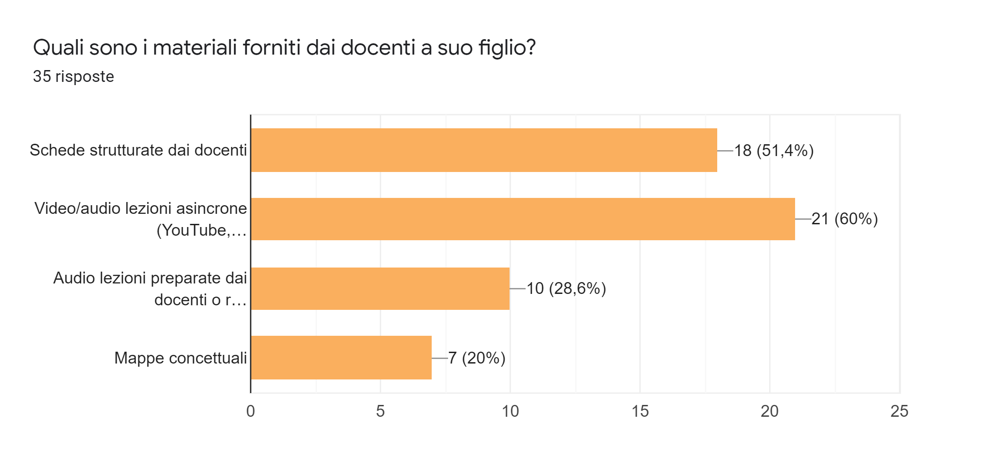 Quali sono i materiali forniti dai docenti a suo figlio?
35 risposte
Schede strutturate dai docenti
18 (51,4%)
Video/audio lezioni asincrone
(YouTube,…
21 (60%)
Audio lezioni preparate dai
docenti o r…
10 (28,6%)
Mappe concettuali
7 (20%)
0 5 10 15 20 25